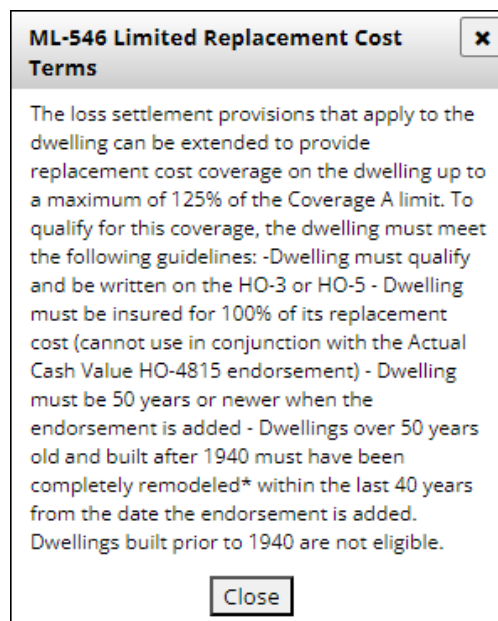 ML-546 Limited Replacement Cost
Terms
The loss settlement provisions that apply to the
dwelling can be extended to provide
replacement cost coverage on the dwelling up to
a maximum of 125% of the Coverage A limit. To
qualify for this coverage, the dwelling must meet
the following guidelines: -Dwelling must qualify
and be written on the HO-3 or HO-5 - Dwelling
must be insured for 100% of its replacement
cost (cannot use in conjunction with the Actual
Cash Value HO-4815 endorsement) - Dwelling
must be 50 years or newer when the
endorsement is added - Dwellings over 50 years
old and built after 1940 must have been
completely remodeled* within the last 40 years
from the date the endorsement is added.
Dwellings built prior to 1940 are not eligible.
Close